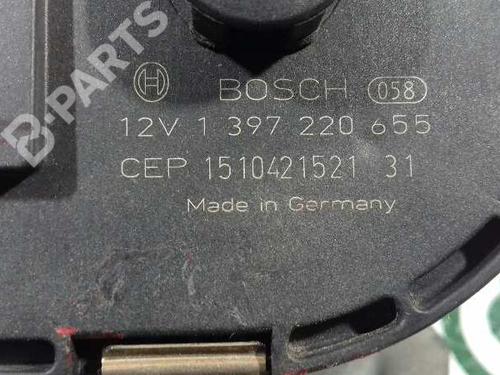 B-PARTS
BOSCH 058
12V 1 397 220 655
CEP 1510421521 31
Made in Germany